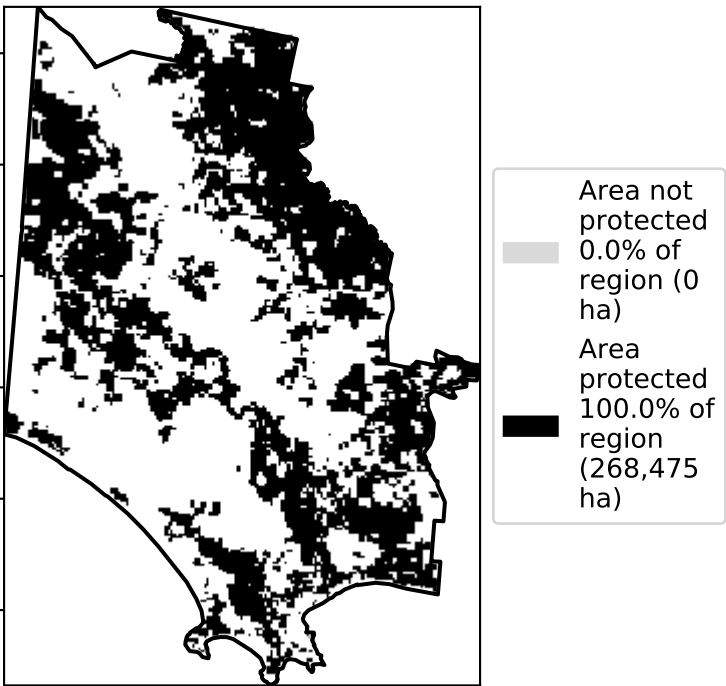 Area not
protected
0.0% of
region (0
ha)
Area
protected
100.0% of
region
(268,475
ha)